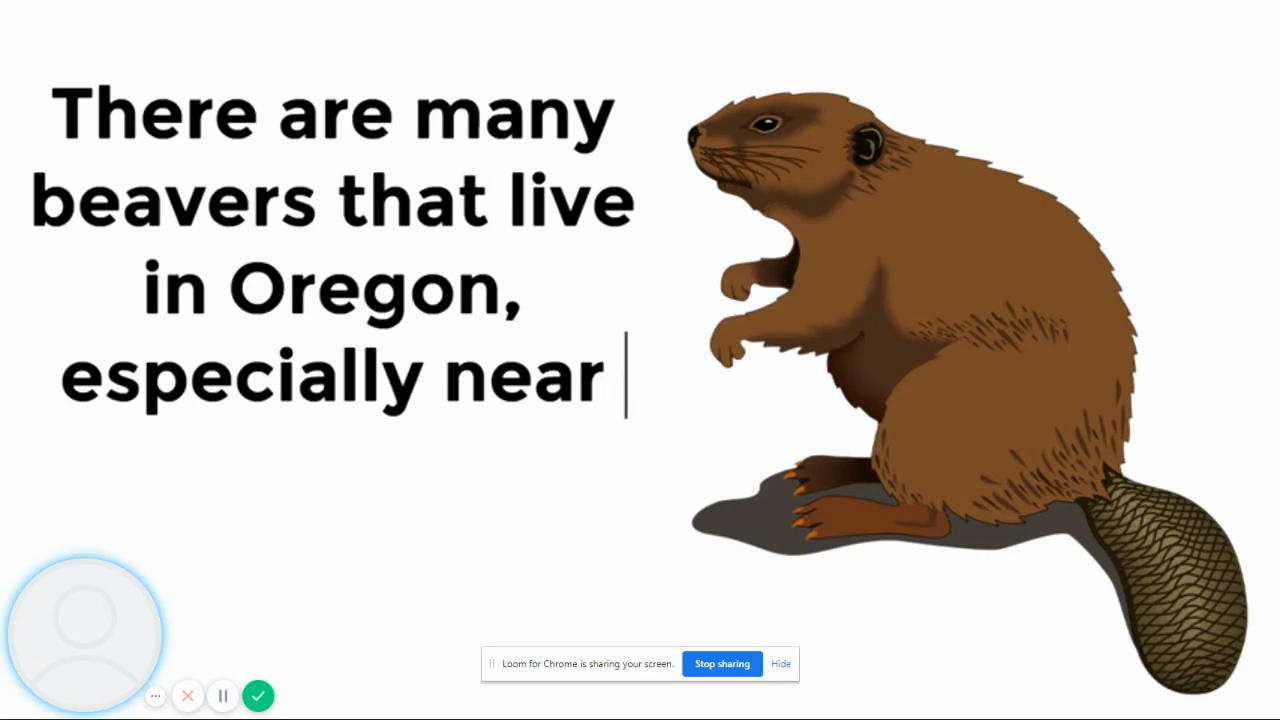 There are many
beavers that live
in Oregon,
especially near
Loom for Chrome is sharing your screen. Stop sharing Hide